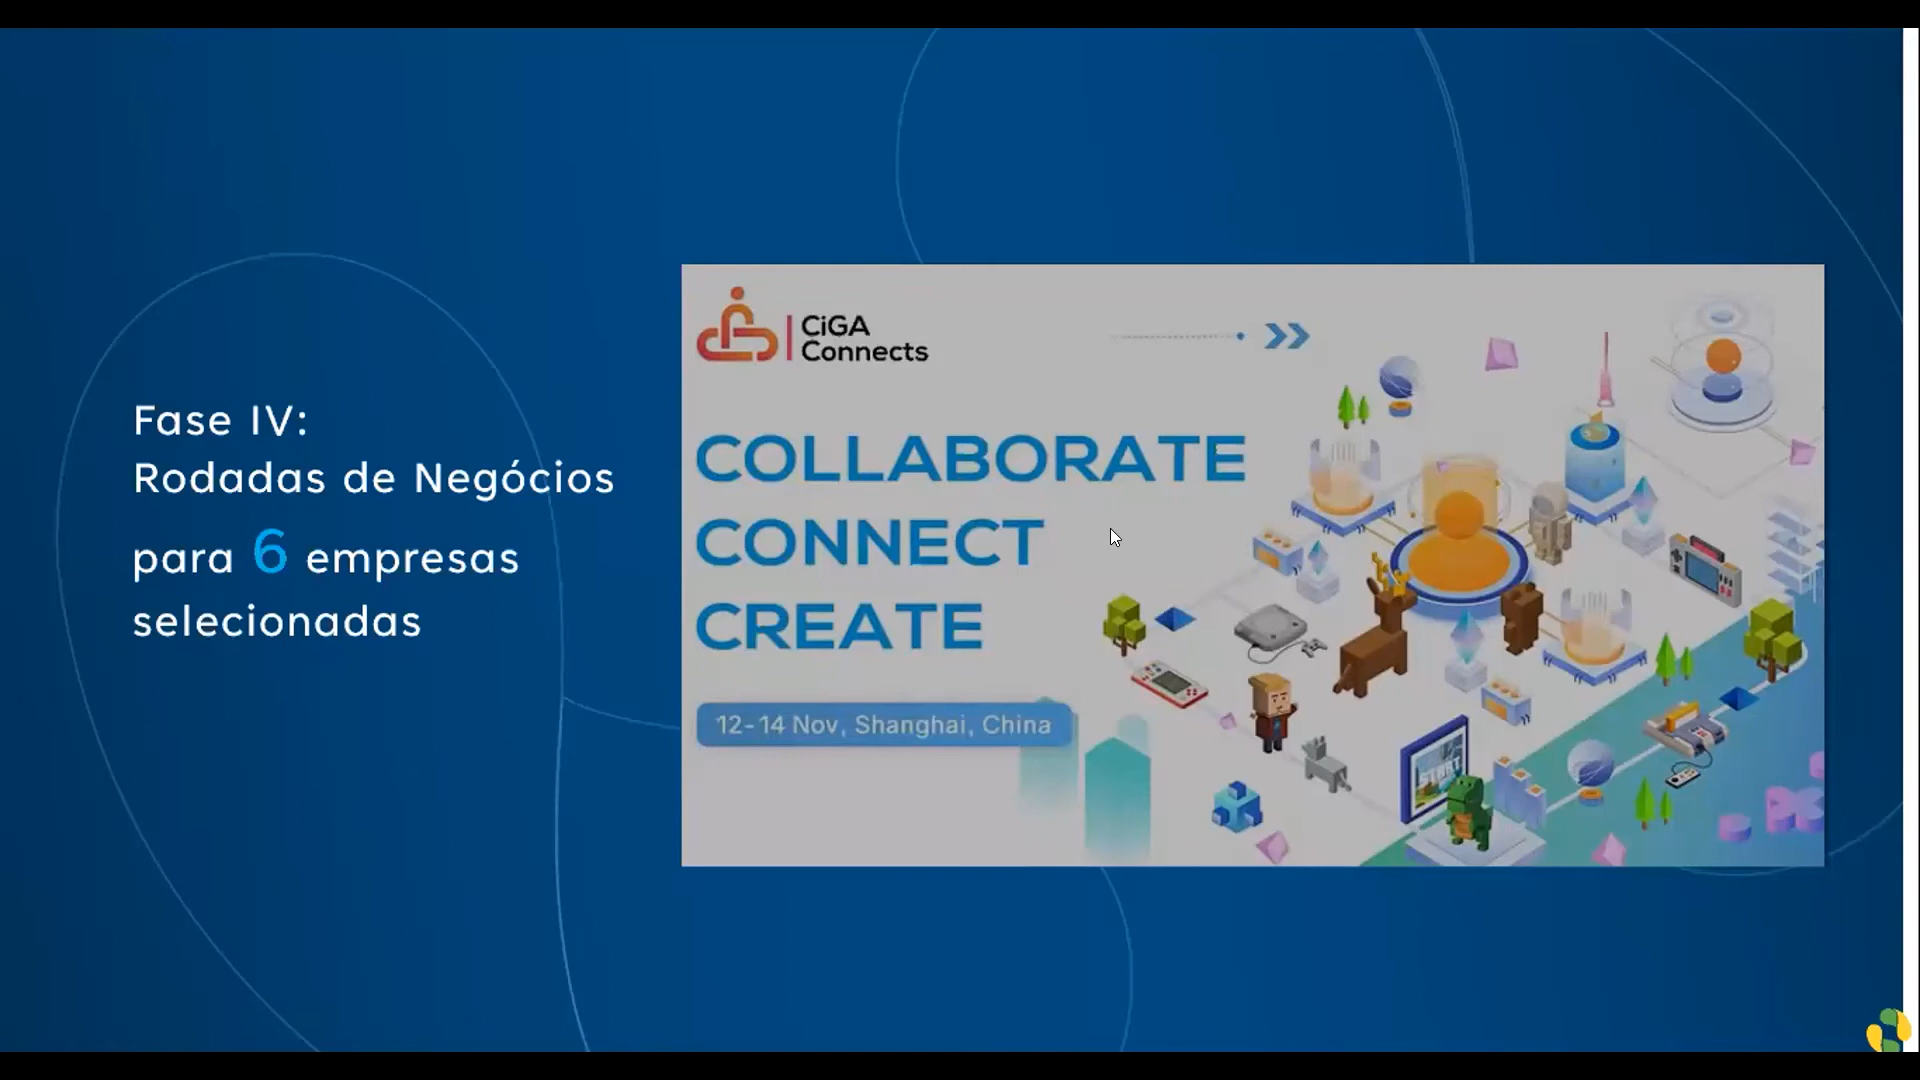 Fase IV:
Rodadas de Negócios
para 6 empresas
selecionadas
CiGA
Connects
COLLABORATE
CONNECT
CREATE
12-14 Nov, Shanghai, China
START